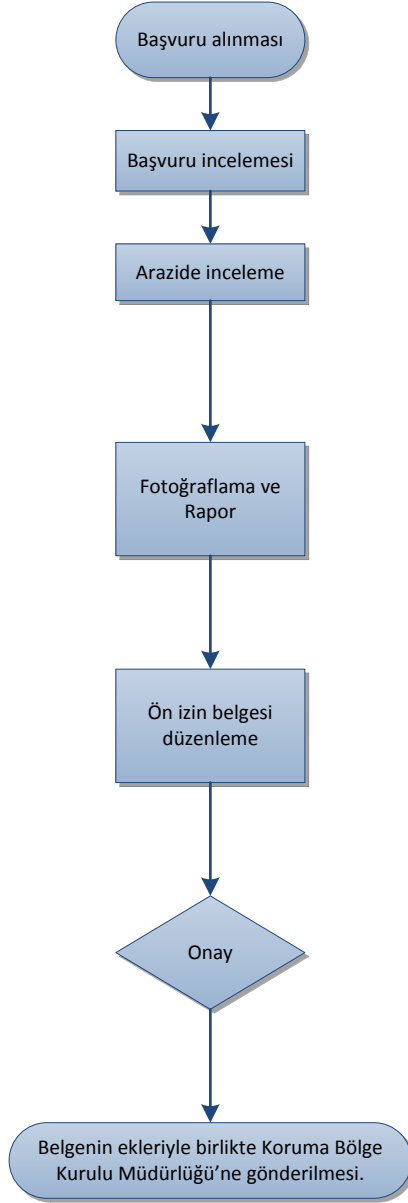 Başvuru alınması
Başvuru incelemesi
Arazide inceleme
Fotoğraflama ve
Rapor
Ön izin belgesi
düzenleme
Onay
Belgenin ekleriyle birlikte Koruma Bölge
Kurulu Müdürlüğü’ne gönderilmesi.